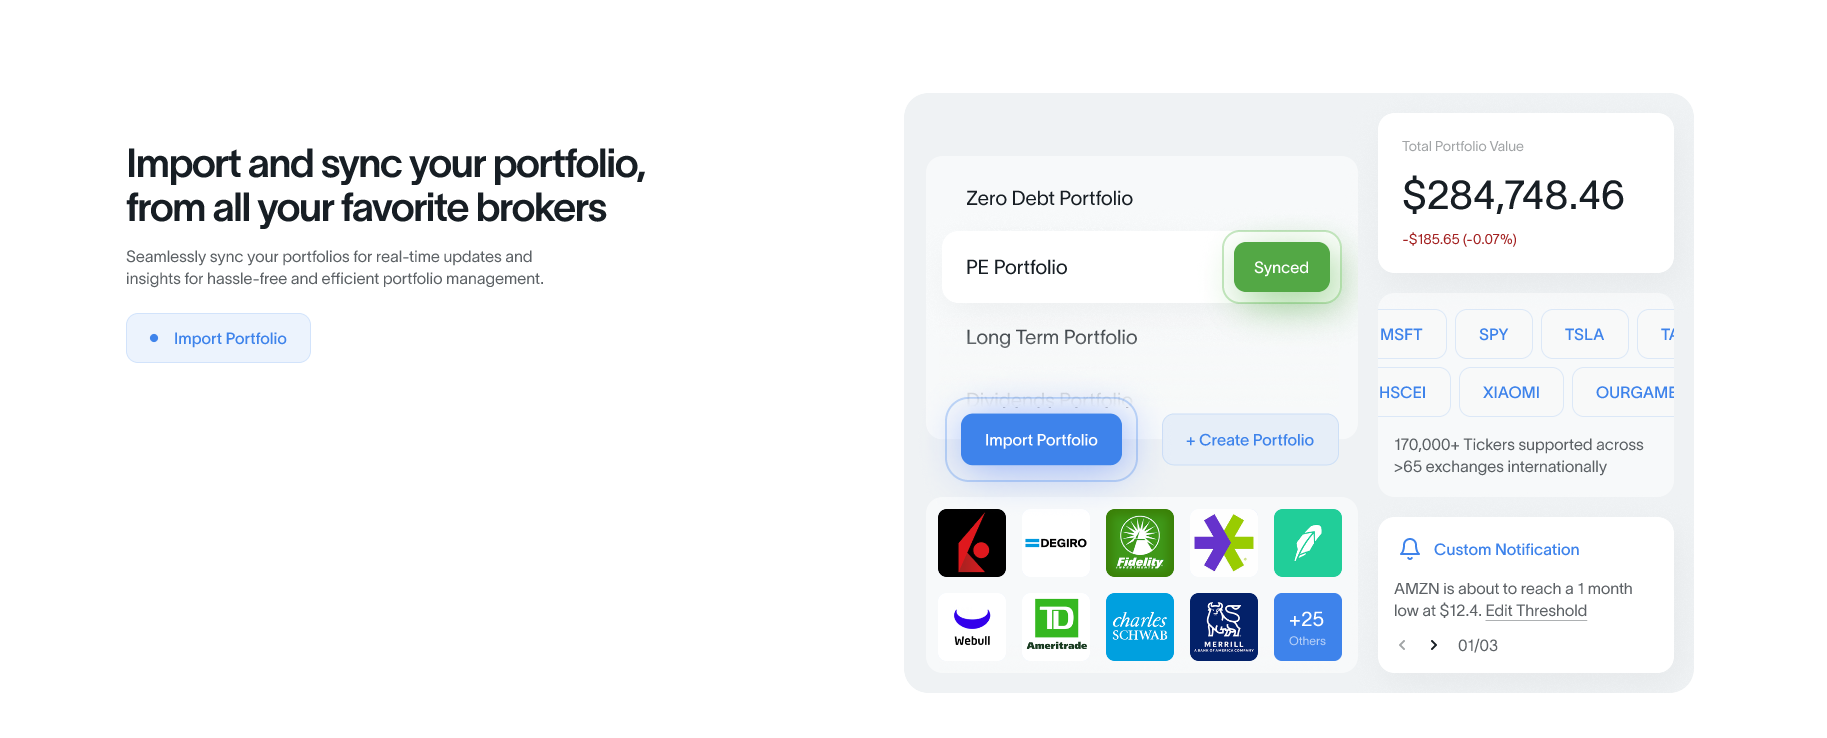 Import and sync your portfolio,
from all your favorite brokers
Seamlessly sync your portfolios for real-time updates and
insights for hassle-free and efficient portfolio management.
Import Portfolio
Zero Debt Portfolio
PE Portfolio
Synced
Long Term Portfolio
Dividends Portfolio
Import Portfolio
+ Create Portfolio
DEGIRO
Fidelity
INVESTMENTS
Webull
TD
Ameritrade
charles
SCHWAB
MERRILL
A BANK OF AMERICA COMPANY
+25
Others
Total Portfolio Value
$284,748.46
-$185.65 (-0.07%)
MSFT
SPY
TSLA
TA
HSCEI
XIAOMI
OURGAME
170,000+ Tickers supported across
>65 exchanges internationally
Custom Notification
AMZN is about to reach a 1 month
low at $12.4. Edit Threshold
01/03